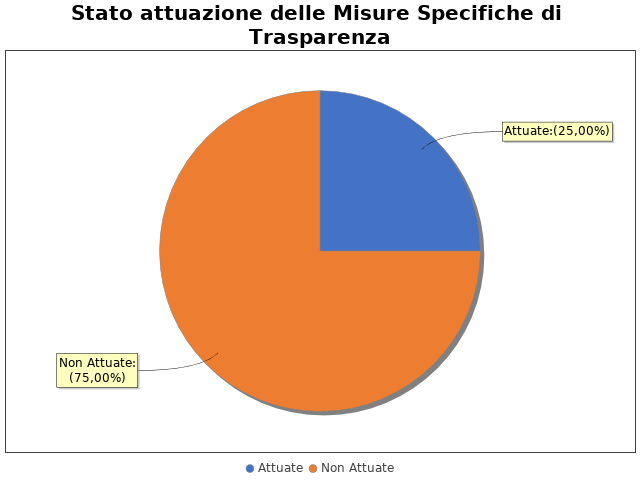 Stato attuazione delle Misure Specifiche di
Trasparenza
Attuate:(25,00%)
Non Attuate:
(75,00%)
Attuate Non Attuate